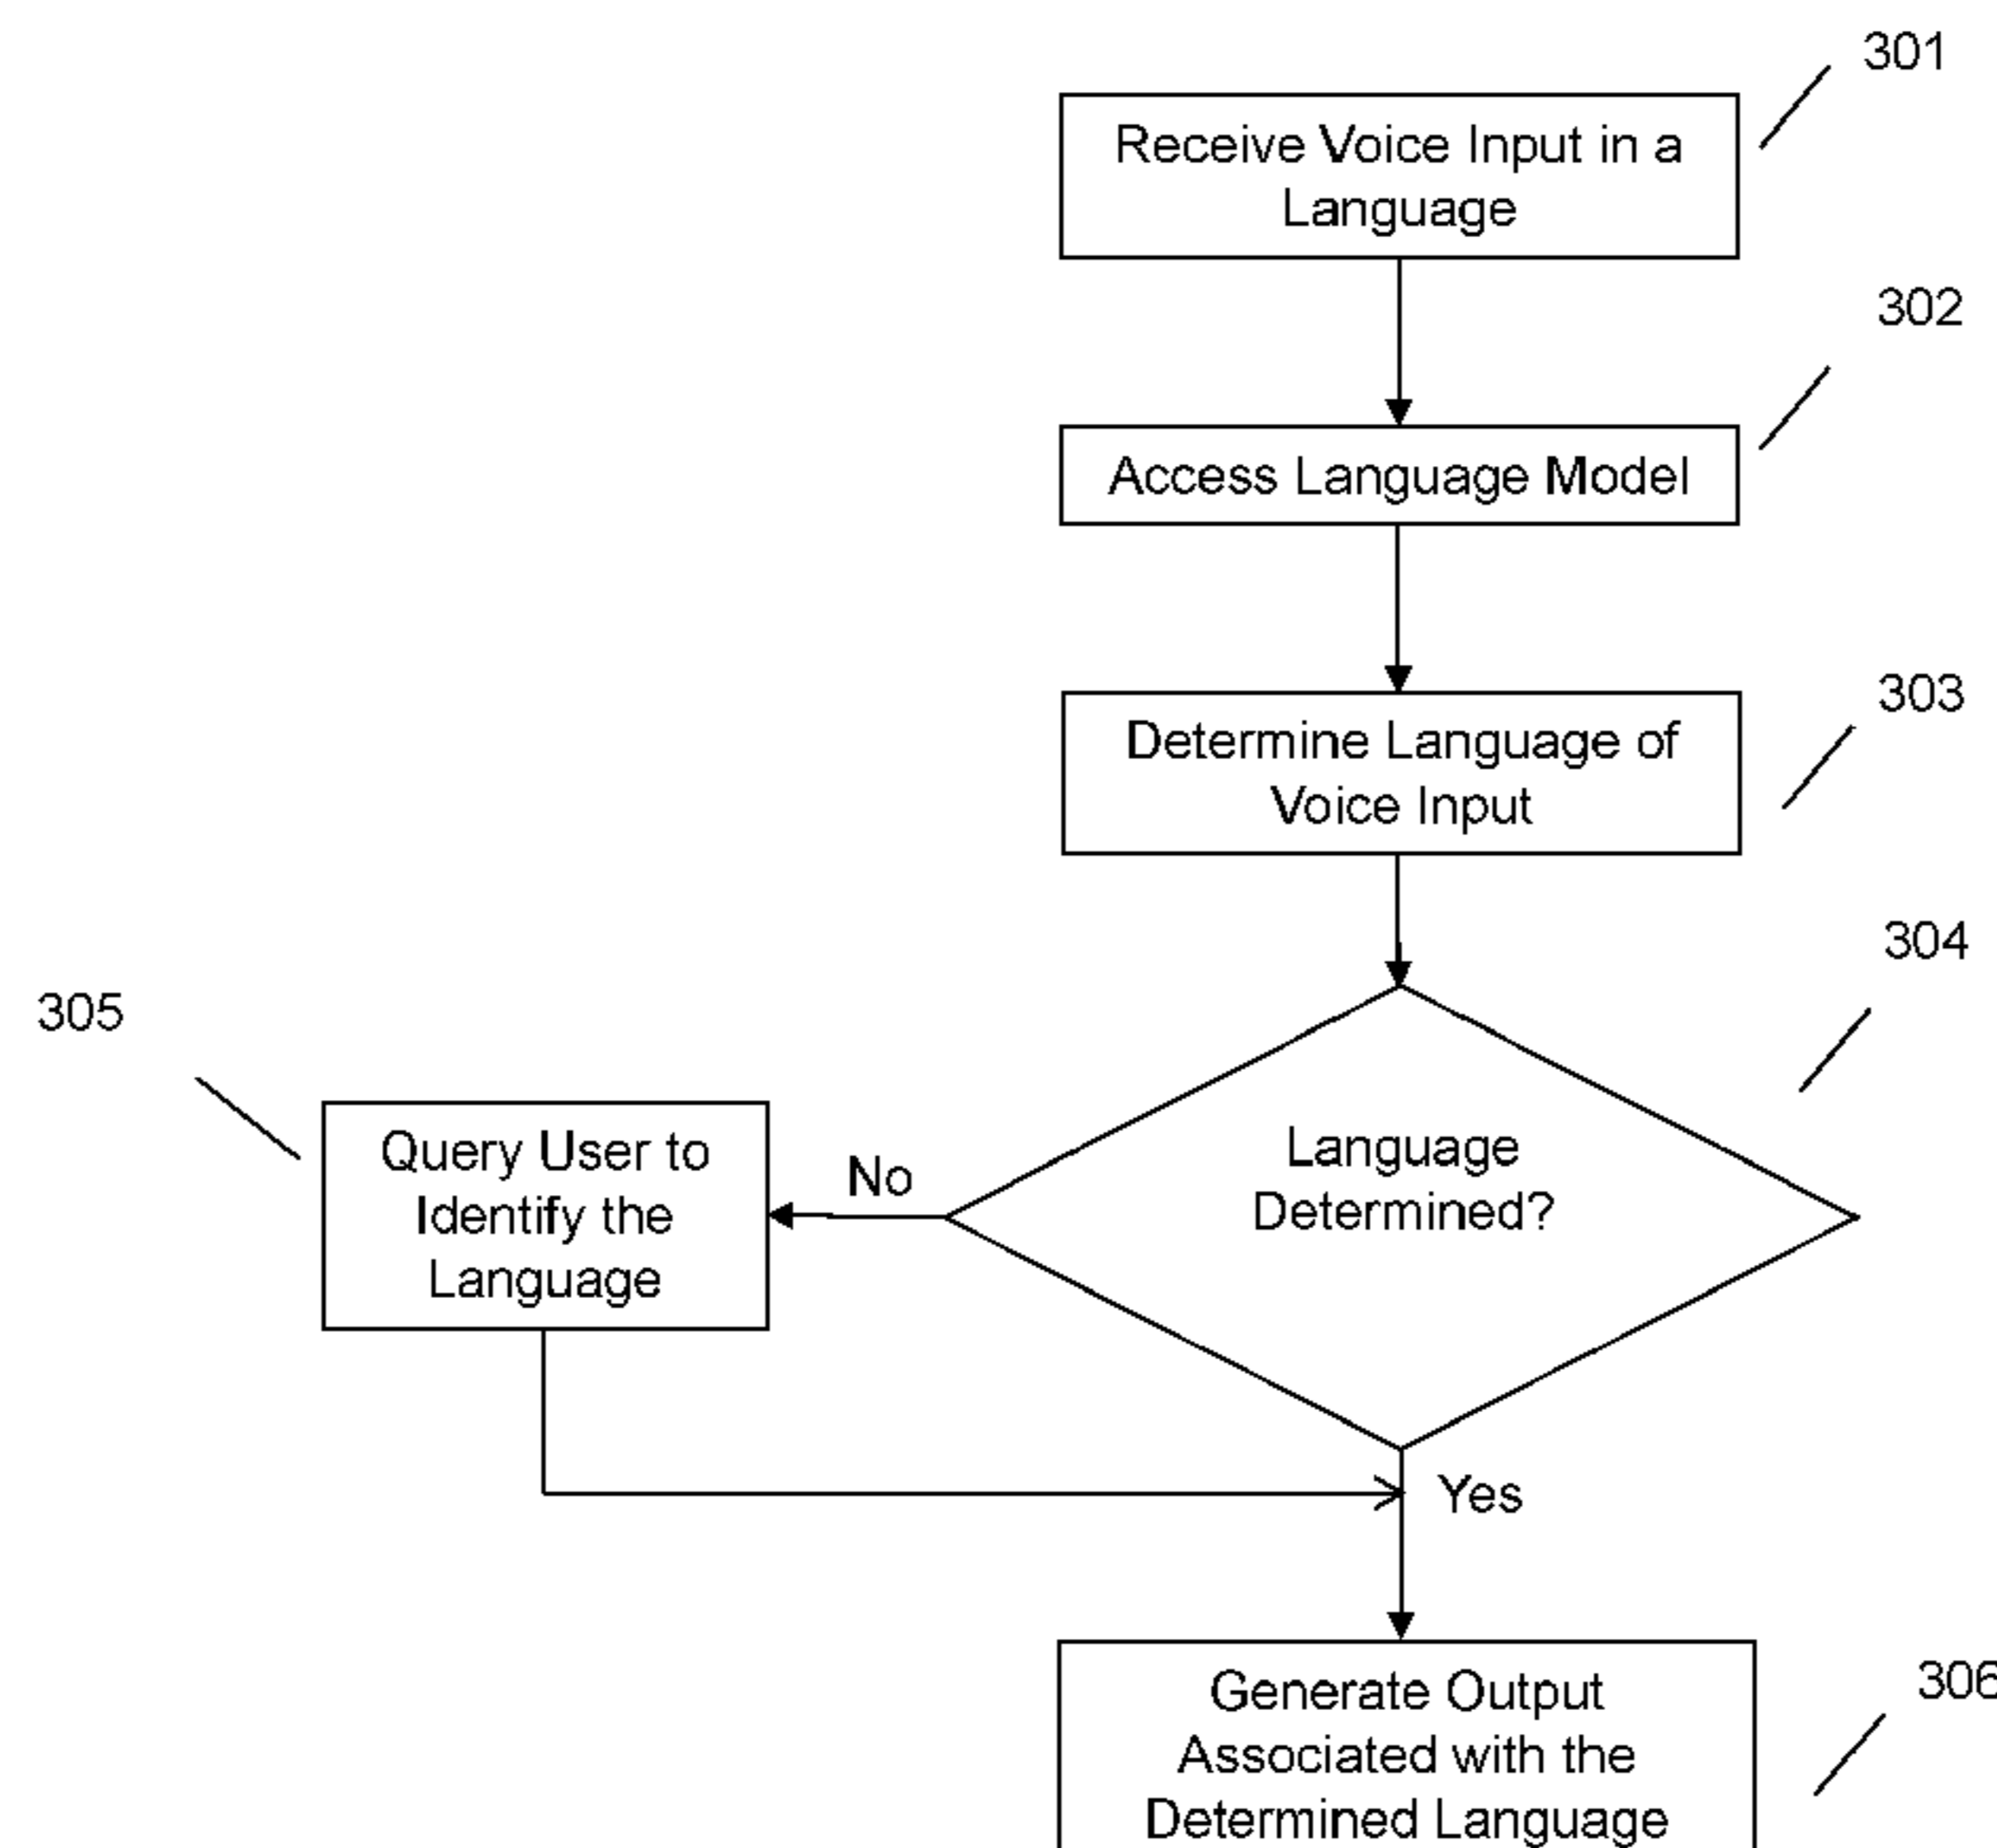 301
Receive Voice Input in a
Language
302
Access Language Model
303
Determine Language of
Voice Input
304
Language
Determined?
305
Query User to
Identify the
Language
No
Yes
306
Generate Output
Associated with the
Determined Language